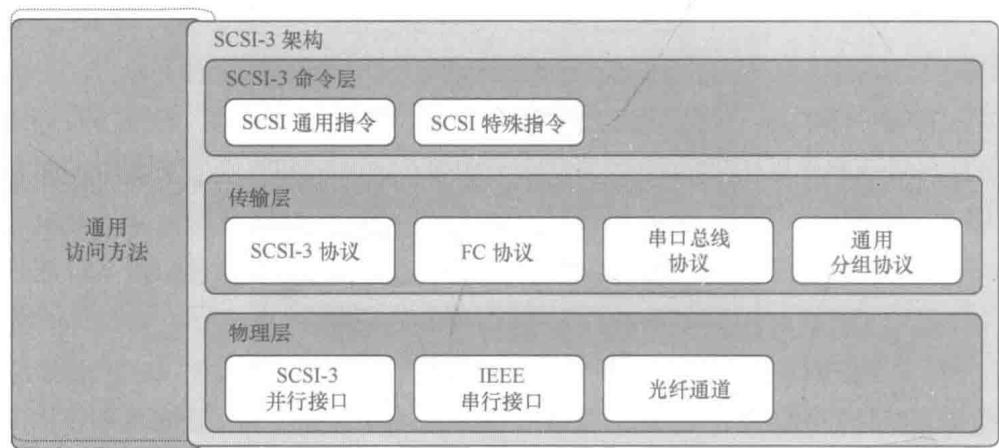 SCSI-3 架构
SCSI-3 命令层
SCSI 通用指令
SCSI 特殊指令
通用
访问方法
传输层
SCSI-3 协议
FC 协议
串口总线
协议
通用
分组协议
物理层
SCSI-3
并行接口
IEEE
串行接口
光纤通道